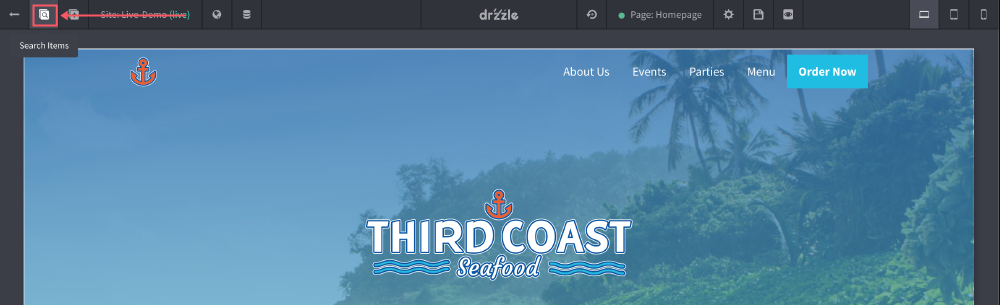 Site: Live-Demo (live)
drizzle
Page: Homepage
Search Items
About Us Events Parties Menu Order Now
THIRD COAST
Seafood